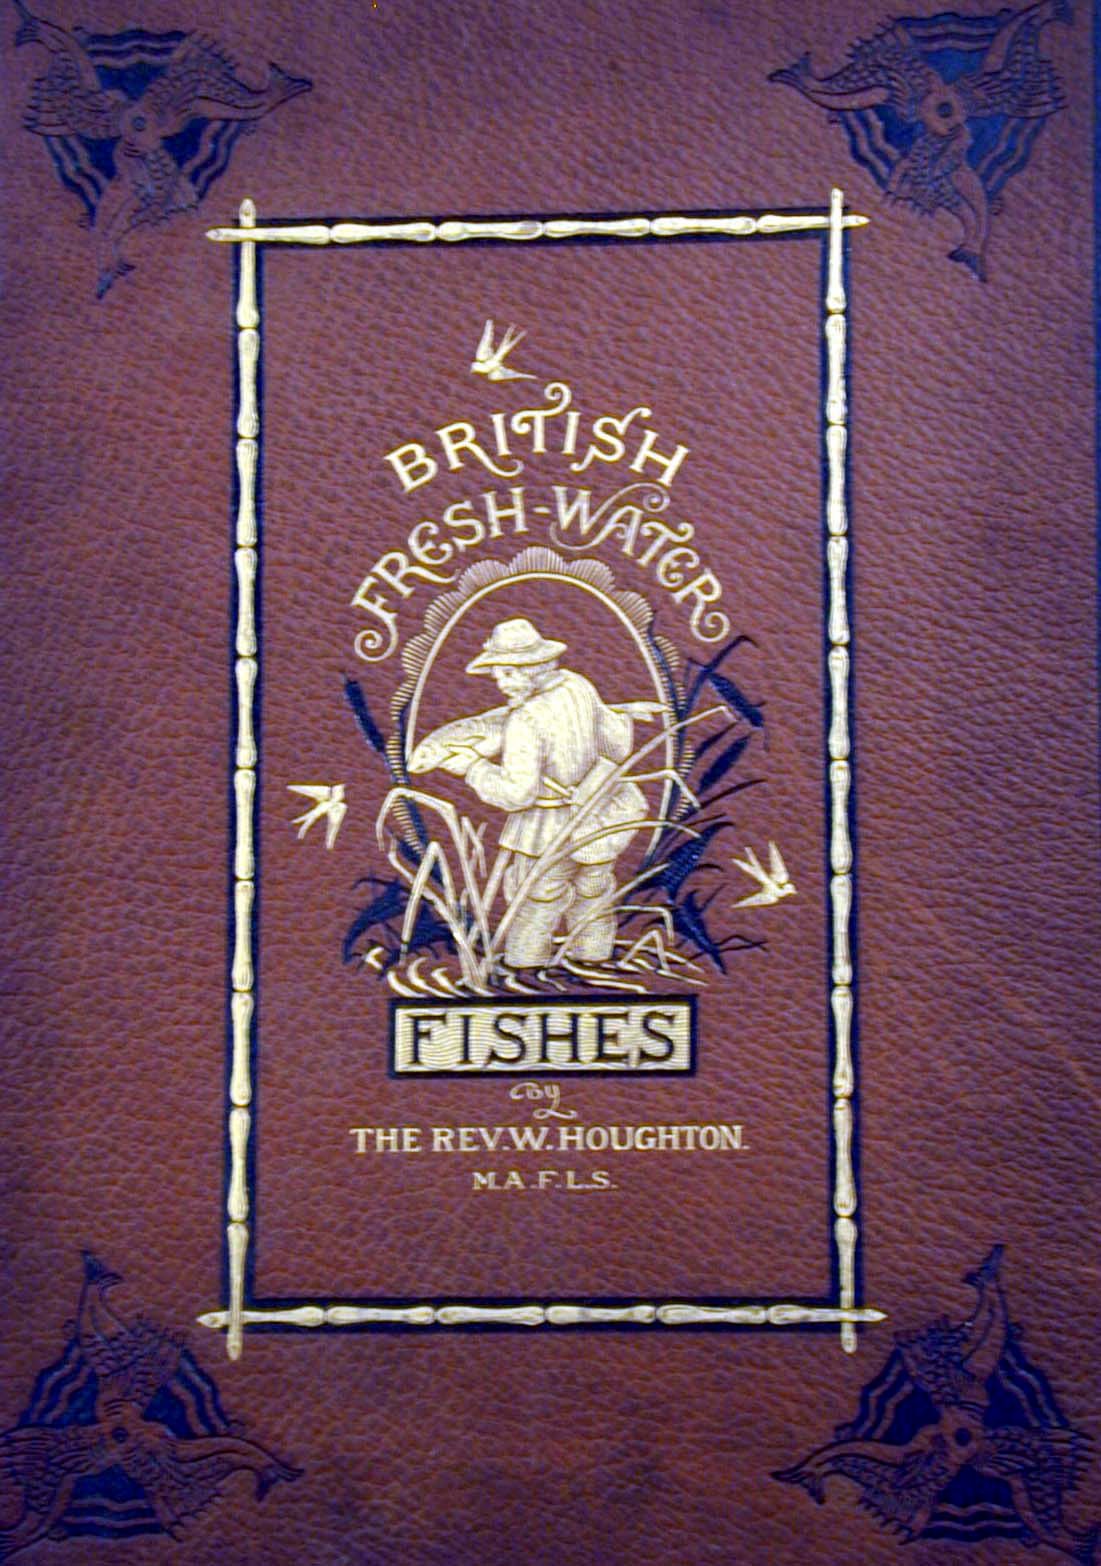 BRITISH
FRESH-WATER
FISHES
By
THE REV. W. HOUGHTON.
M.A. F.L.S.